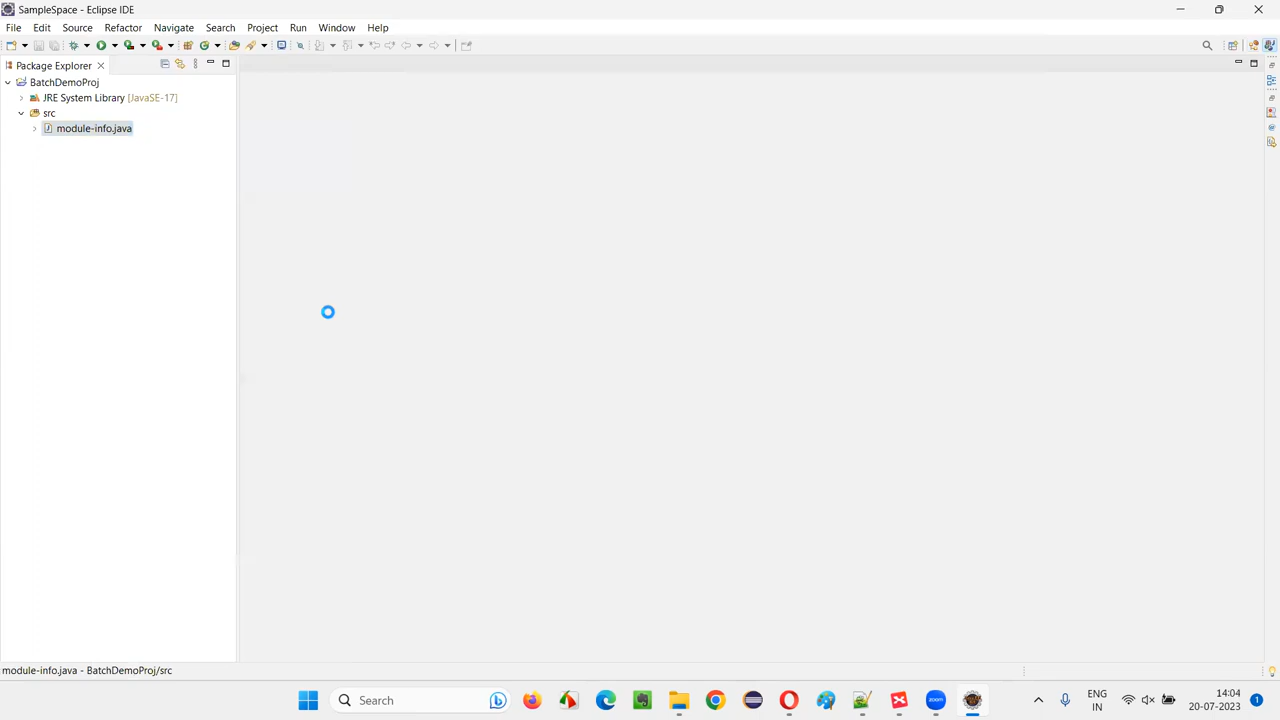 SampleSpace - Eclipse IDE
File Edit Source Refactor Navigate Search Project Run Window Help
Package Explorer
BatchDemoProj
JRE System Library [JavaSE-17]
src
module-info.java
module-info.java - BatchDemoProj/src
Search
zoom
ENG
IN
14:04
20-07-2023
1